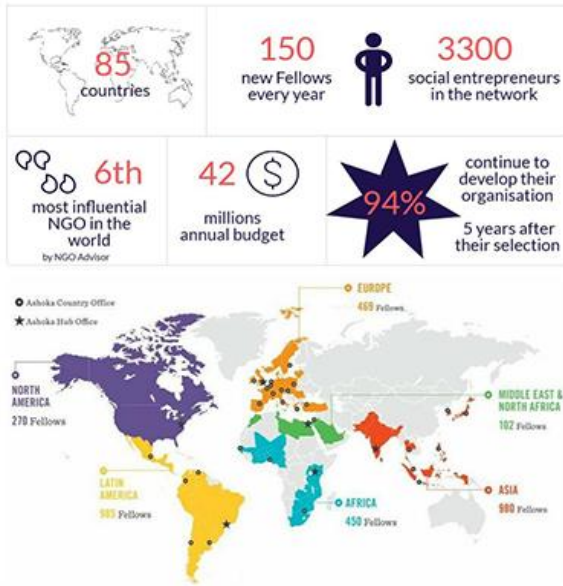 85
countries
150
new Fellows
every year
3300
social entrepreneurs
in the network
6th
most influential
NGO in the
world
by NGO Advisor
42
millions
annual budget
94%
continue to
develop their
organisation
5 years after
their selection
Ashoka Country Office
Ashoka Hub Office
EUROPE
469 Fellows
NORTH
AMERICA
270 Fellows
MIDDLE EAST &
NORTH AFRICA
102 Fellows
LATIN
AMERICA
985 Fellows
AFRICA
450 Fellows
ASIA
980 Fellows